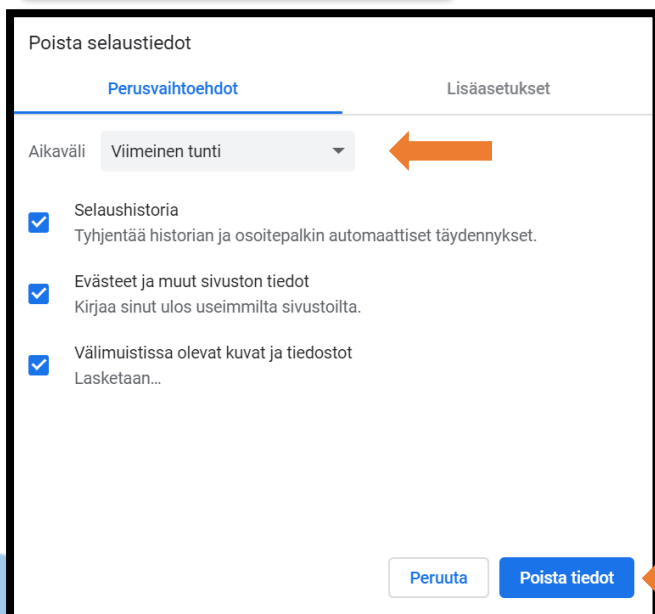 Poista selaustiedot
Perusvaihtoehdot Lisäasetukset
Aikaväli Viimeinen tunti
Selaushistoria
Tyhjentää historian ja osoitepalkin automaattiset täydennykset.
Evästeet ja muut sivuston tiedot
Kirjaa sinut ulos useimmilta sivustoilta.
Välimuistissa olevat kuvat ja tiedostot
Lasketaan…
Peruuta Poista tiedot